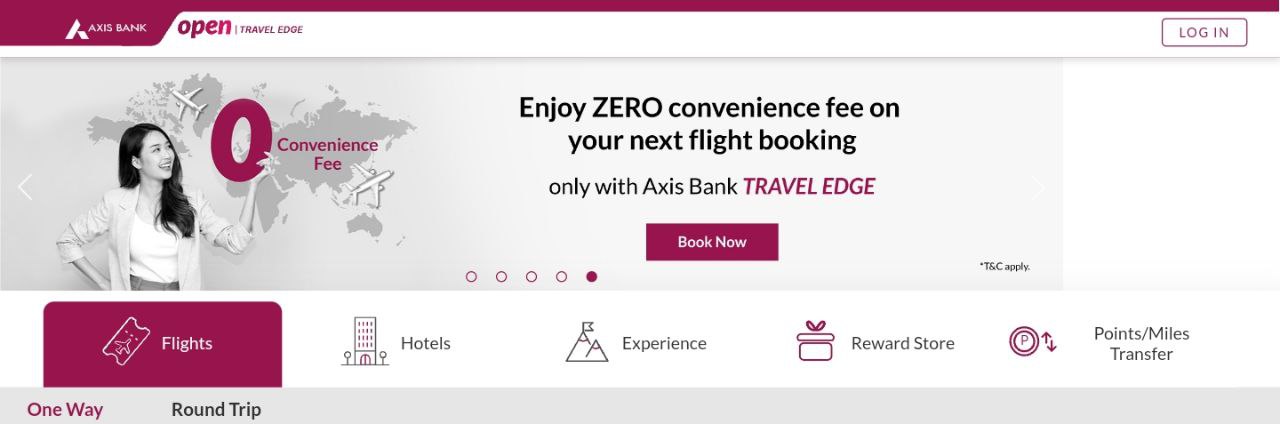 AXIS BANK open | TRAVEL EDGE
LOG IN
0
Convenience
Fee
Enjoy ZERO convenience fee on
your next flight booking
only with Axis Bank TRAVEL EDGE
Book Now
*T&C apply.
Flights
Hotels
Experience
Reward Store
P
Points/Miles
Transfer
One Way
Round Trip